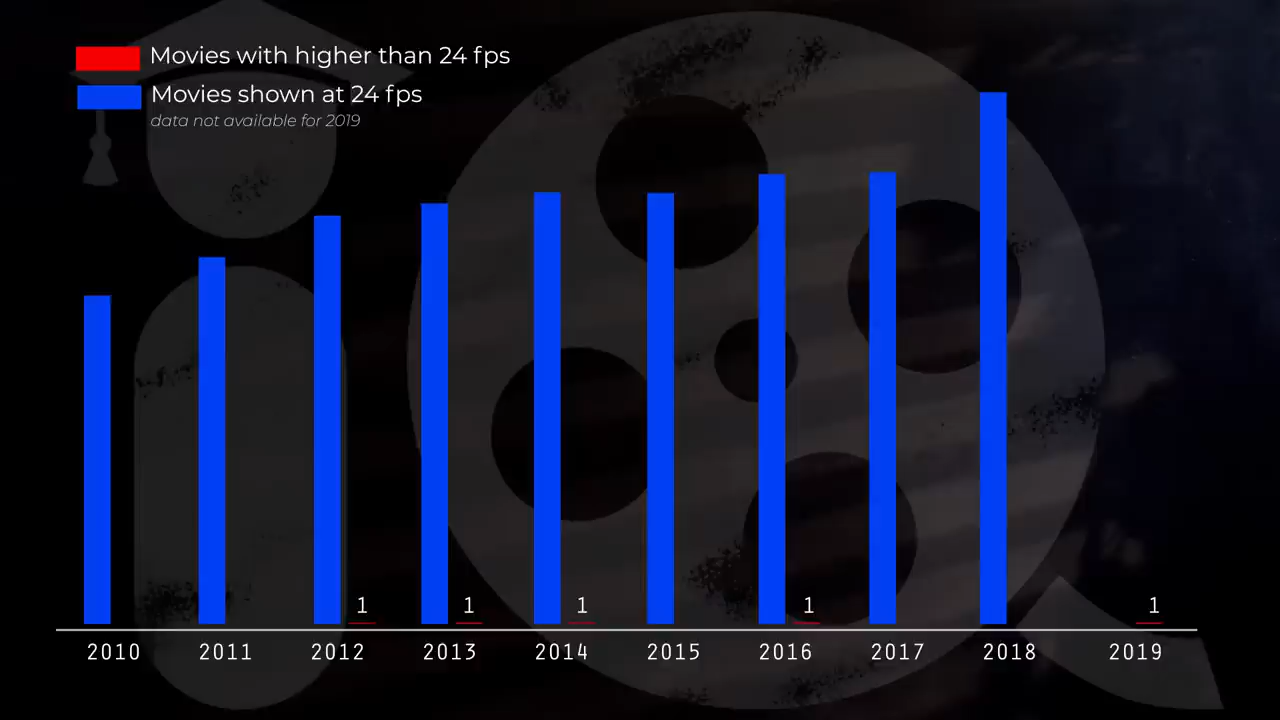 Movies with higher than 24 fps
Movies shown at 24 fps
data not available for 2019
1 1 1 1 1
2010 2011 2012 2013 2014 2015 2016 2017 2018 2019